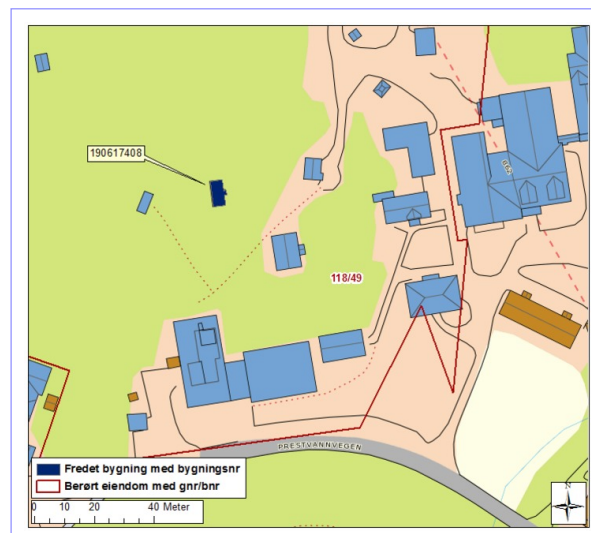 190617408
118/49
PRESTVANNVEGEN
Fredet bygning med bygningsnr
Berørt eiendom med gnr/bnr
0 10 20 40 Meter
N